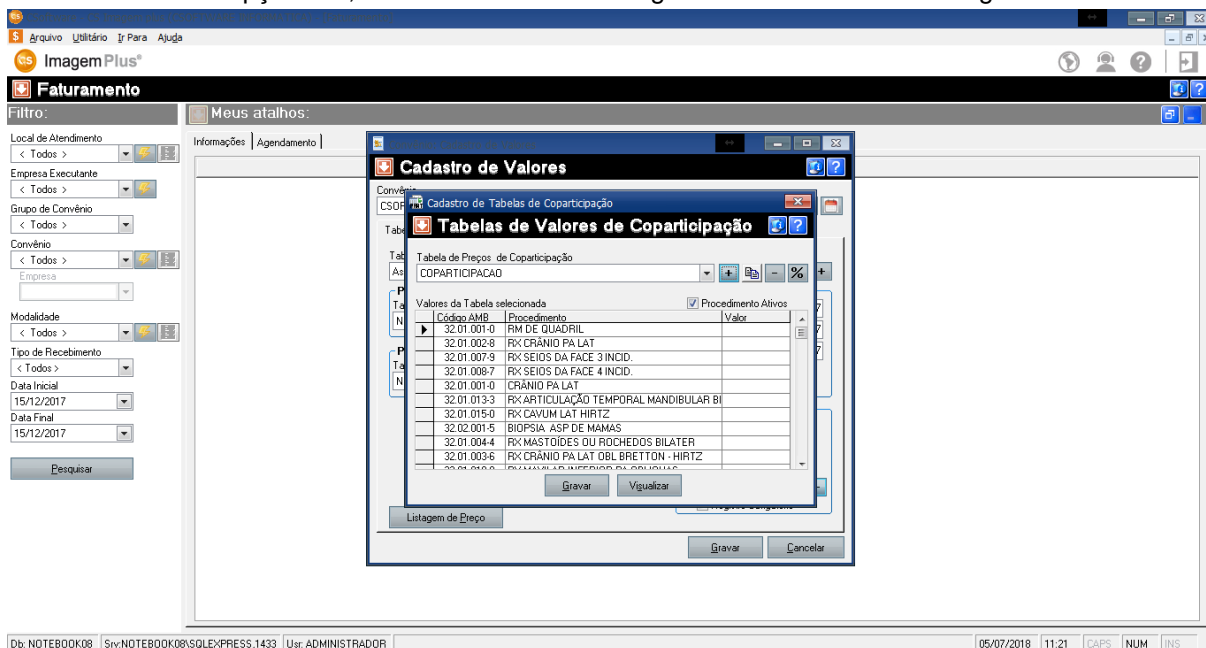 Arquivo Utilitário Ir Para Ajuda
ImagemPlus®
Faturamento
Filtro:
Meus atalhos:
Local de Atendimento
< Todos >
Empresa Executante
< Todos >
Grupo de Convênio
< Todos >
Convênio
< Todos >
Empresa
Modalidade
< Todos >
Tipo de Recebimento
< Todos >
Data Inicial
15/12/2017
Data Final
15/12/2017
Pesquisar
Informações Agendamento
Cadastro de Valores
Cadastro de Tabelas de Coparticipação
Tabelas de Valores de Coparticipação
Tabela de Preços de Coparticipação
COPARTICIPACAO
Valores da Tabela selecionada Procedimento Ativos
Código AMB Procedimento Valor
32.01.001-0 RM DE QUADRIL
32.01.002-8 RX CRÂNIO PA LAT
32.01.007-9 RX SEIOS DA FACE 3 INCID.
32.01.008-7 RX SEIOS DA FACE 4 INCID.
32.01.001-0 CRÂNIO PA LAT
32.01.013-3 RX ARTICULAÇÃO TEMPORAL MANDIBULAR BI
32.01.015-0 RX CAVUM LAT HIRTZ
32.02.001-5 BIOPSIA ASP DE MAMAS
32.01.004-4 RX MASTOÍDES OU ROCHEDOS BILATER
32.01.003-6 RX CRÂNIO PA LAT OBL BRETTON - HIRTZ
Gravar Visualizar
Listagem de Preço
Gravar Cancelar
Db: NOTEBOOK08 Srv:NOTEBOOK08\SQLEXPRESS,1433 Usr: ADMINISTRADOR 05/07/2018 11:21 CAPS NUM INS